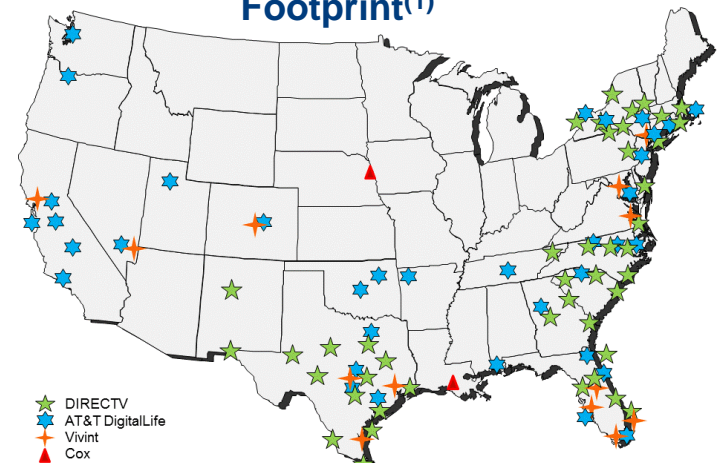 Footprint(1)
DIRECTV
AT&T DigitalLife
Vivint
Cox